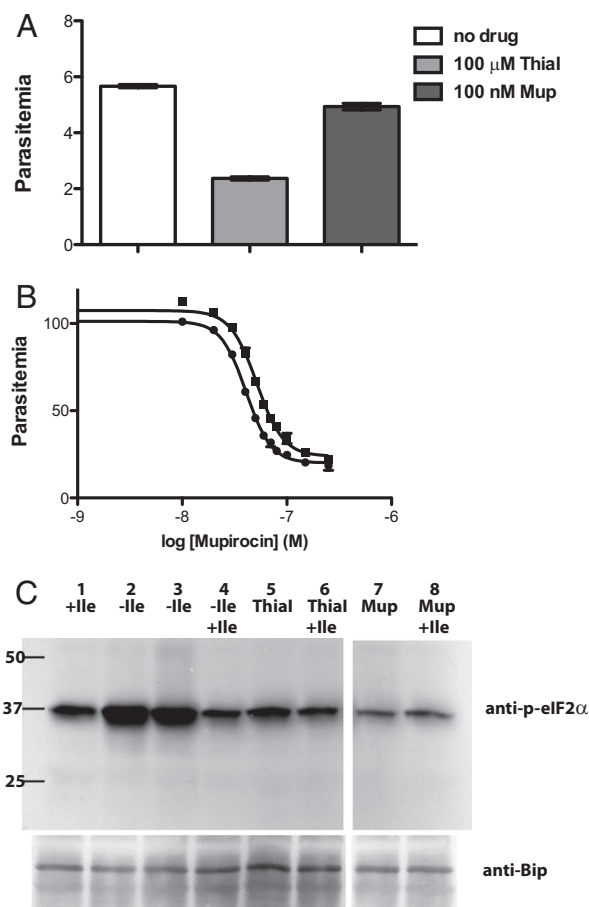 A
Parasitemia
8
6
4
2
0
no drug
100 μM Thial
100 nM Mup
B
Parasitemia
100
50
0
-9 -8 -7 -6
log [Mupirocin] (M)
C
1 2 3 4 5 6 7 8
+Ile -Ile -Ile -Ile Thial Thial Mup Mup
+Ile +Ile +Ile
50
37
25
anti-p-eIF2α
anti-Bip